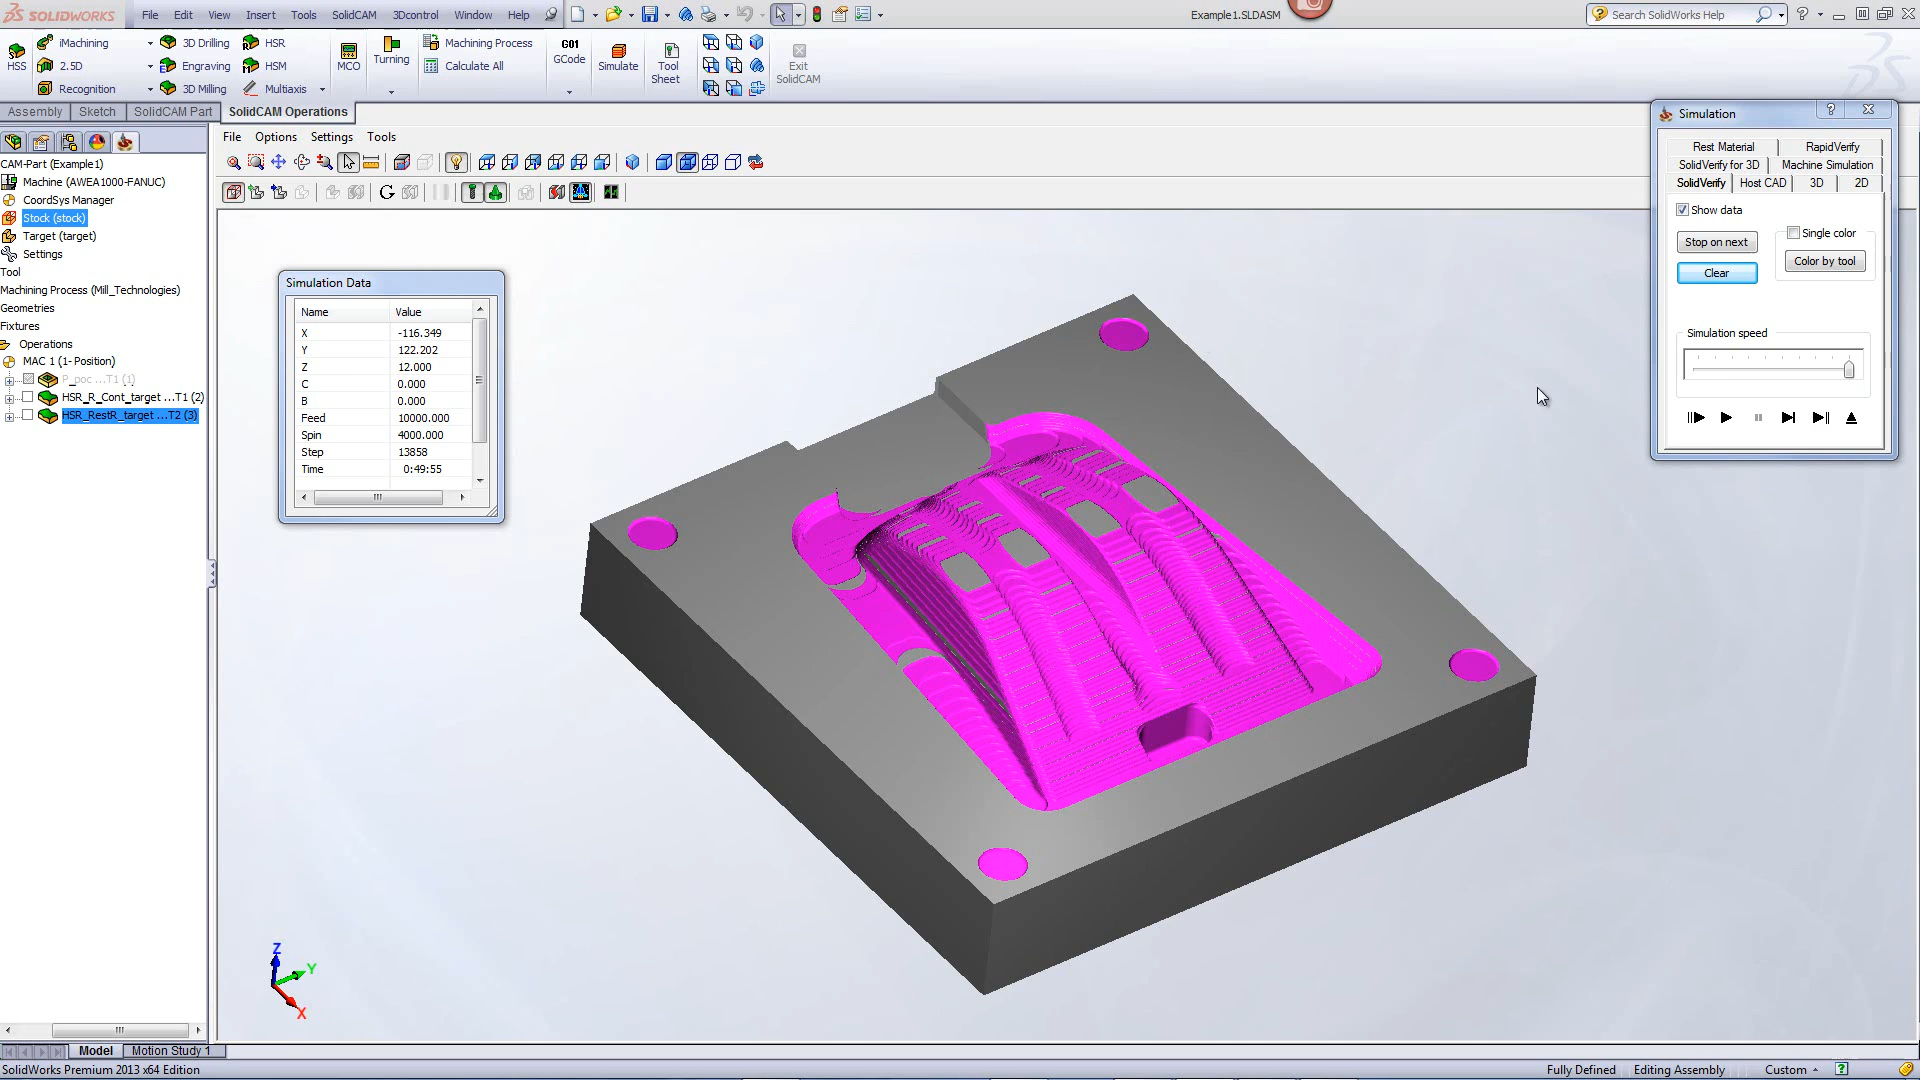 SOLIDWORKS File Edit View Insert Tools SolidCAM 3Dcontrol Window Help Example1.SLDASM Search SolidWorks Help
HSS iMachining 3D Drilling HSR MCO Turning Machining Process G01 GCode Simulate Tool Sheet Exit SolidCAM
2.5D Engraving HSM Calculate All
Recognition 3D Milling Multiaxis
Assembly Sketch SolidCAM Part SolidCAM Operations
File Options Settings Tools
CAM-Part (Example1)
Machine (AWEA1000-FANUC)
CoordSys Manager
Stock (stock)
Target (target)
Settings
Tool
Machining Process (Mill_Technologies)
Geometries
Fixtures
Operations
MAC 1 (1- Position)
P_poc ...T1 (1)
HSR_R_Cont_target ...T1 (2)
HSR_RestR_target ...T2 (3)
Simulation Data
Name Value
X -116.349
Y 122.202
Z 12.000
C 0.000
B 0.000
Feed 10000.000
Spin 4000.000
Step 13858
Time 0:49:55
Simulation
Rest Material RapidVerify
SolidVerify for 3D Machine Simulation
SolidVerify Host CAD 3D 2D
Show data
Stop on next Single color
Clear Color by tool
Simulation speed
Z
Y
X
Model Motion Study 1
SolidWorks Premium 2013 x64 Edition Fully Defined Editing Assembly Custom